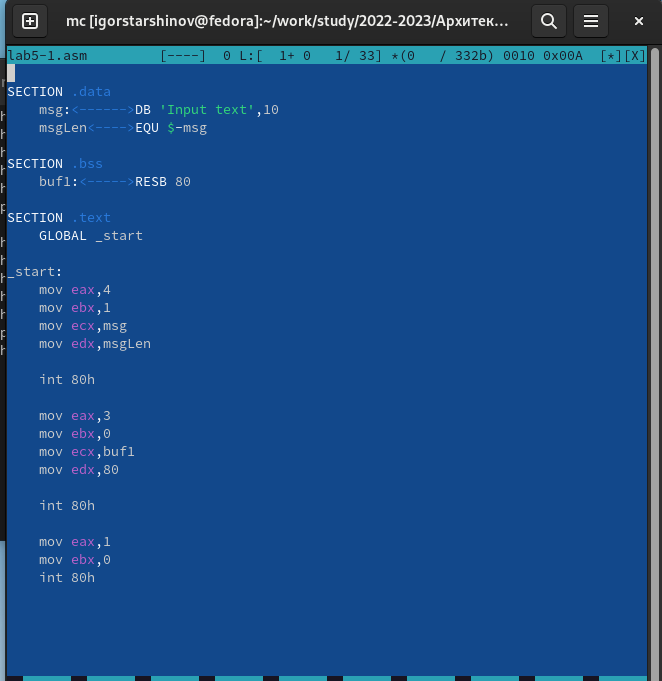 mc [igorstarshinov@fedora]:~/work/study/2022-2023/Архитек...
lab5-1.asm [----] 0 L:[ 1+ 0 1/ 33] *(0 / 332b) 0010 0x00A [*][X]
SECTION .data
msg:<------>DB 'Input text',10
msgLen<---->EQU $-msg
SECTION .bss
buf1:<----->RESB 80
SECTION .text
GLOBAL _start
_start:
mov eax,4
mov ebx,1
mov ecx,msg
mov edx,msgLen
int 80h
mov eax,3
mov ebx,0
mov ecx,buf1
mov edx,80
int 80h
mov eax,1
mov ebx,0
int 80h